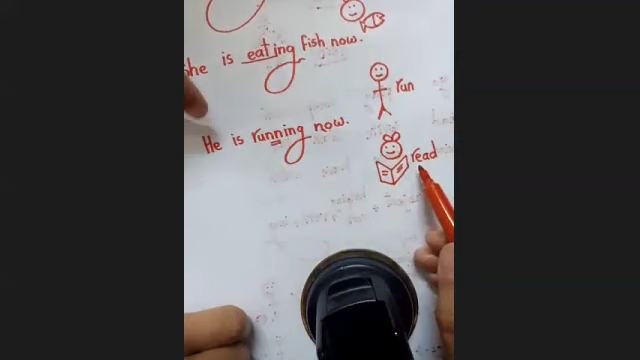 She is eating fish now.
run
He is running now.
read